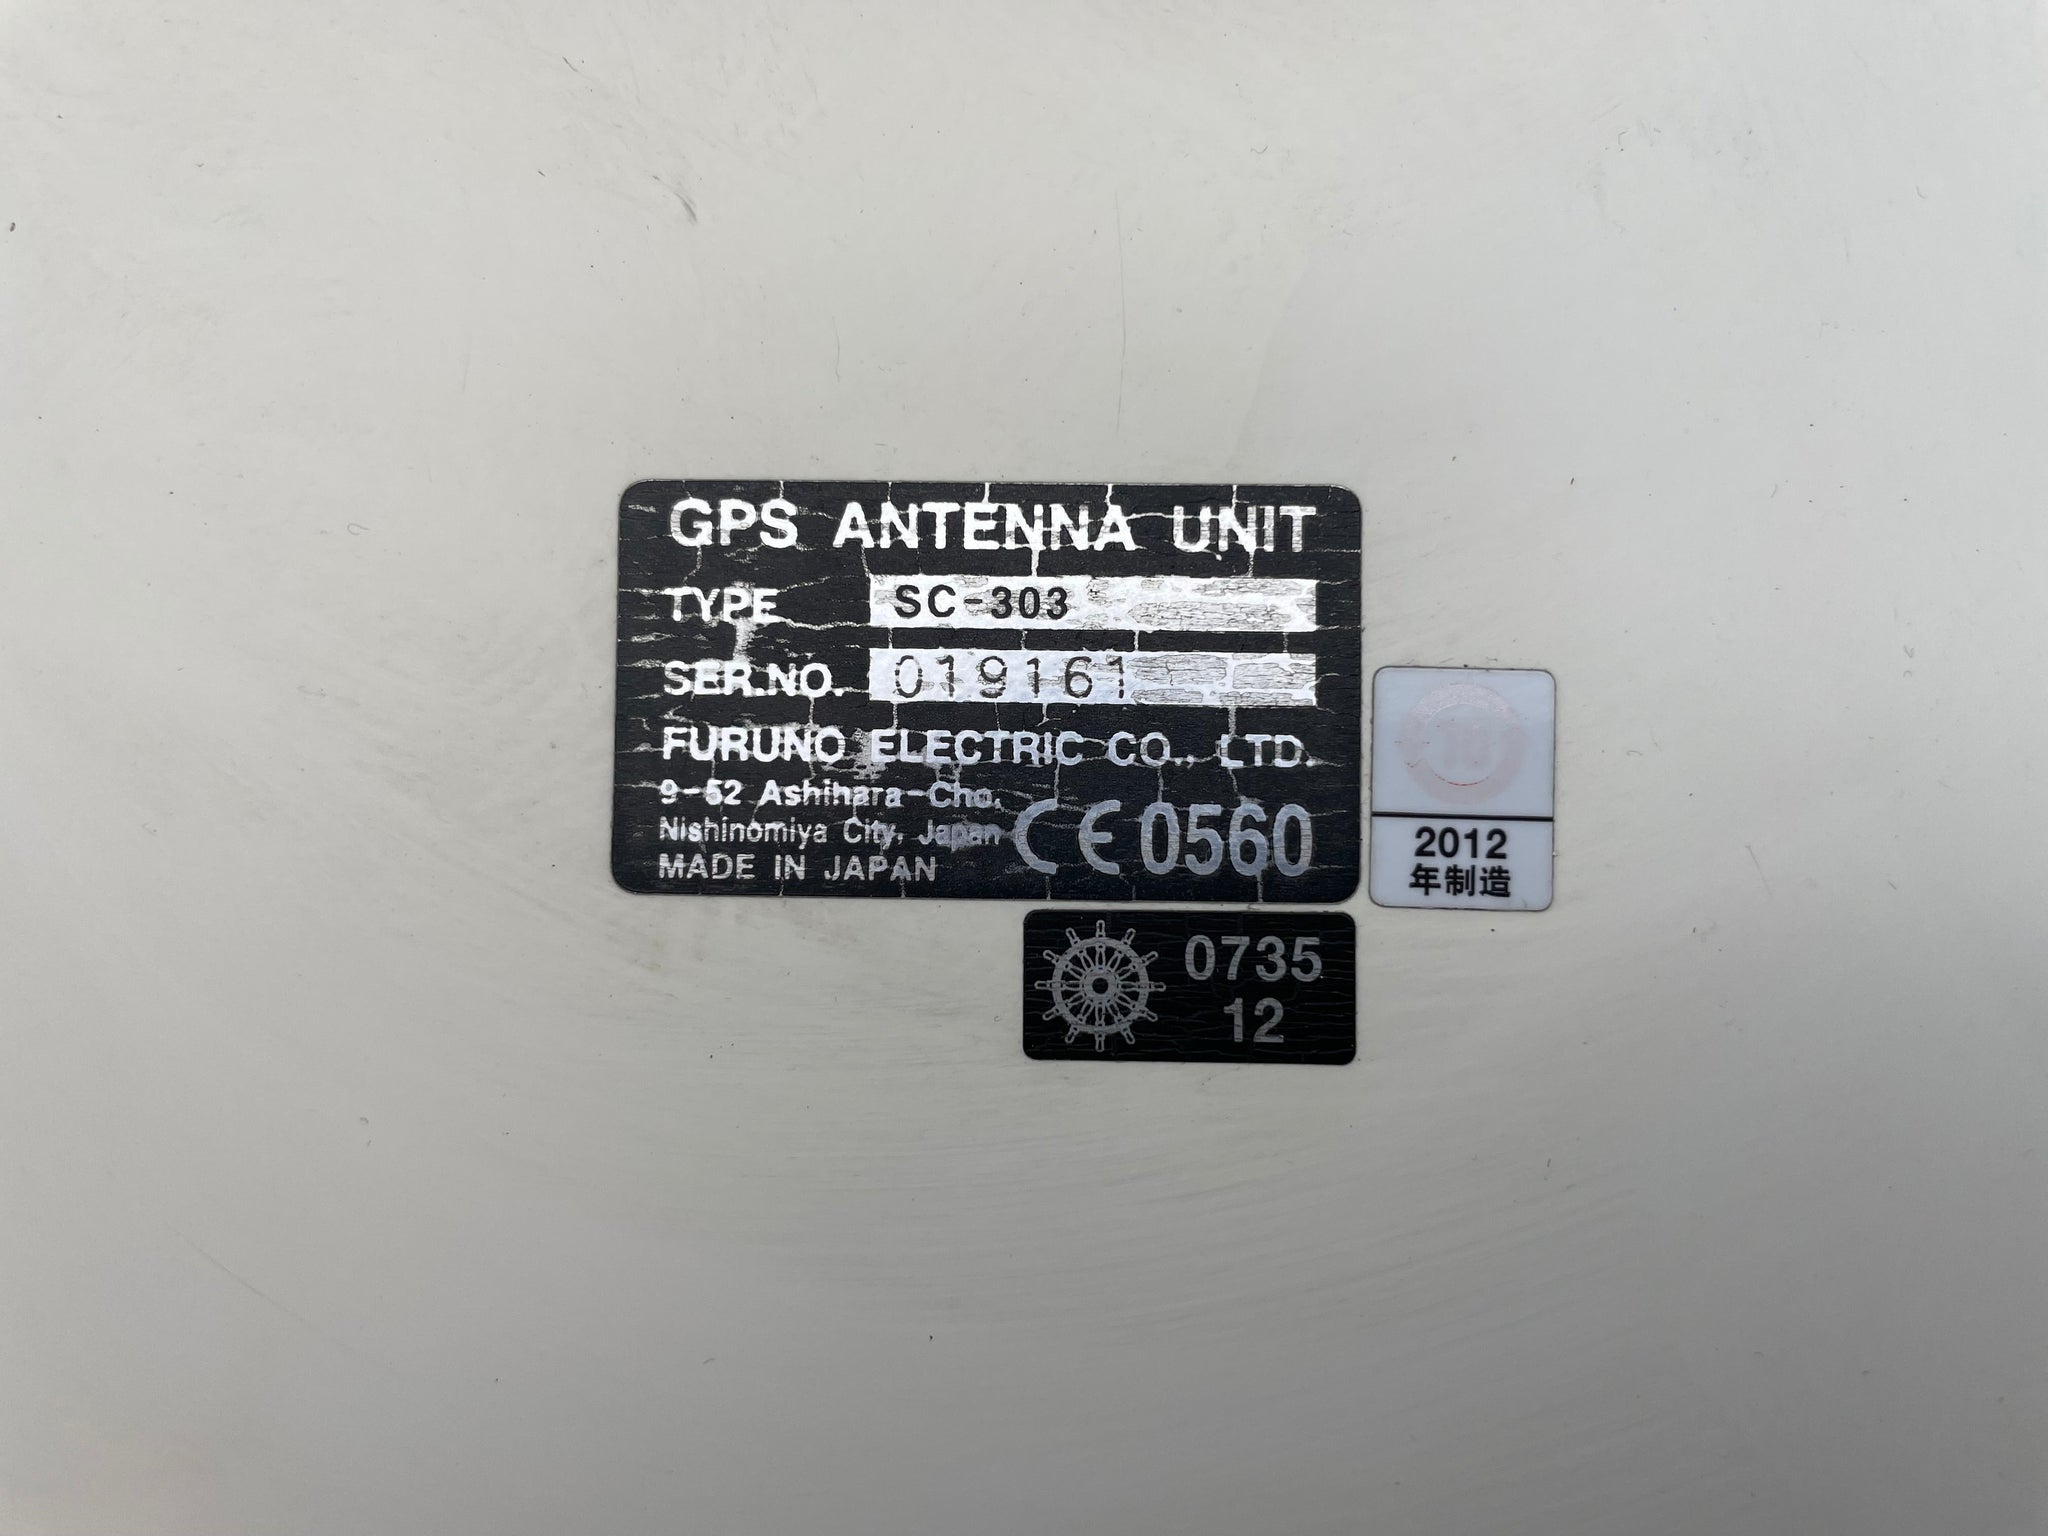 GPS ANTENNA UNIT
TYPE SC-303
SER.NO. 019161
FURUNO ELECTRIC CO., LTD.
9-52 Ashihara-Cho,
Nishinomiya City, Japan
MADE IN JAPAN
CE 0560
2012
年制造
0735
12